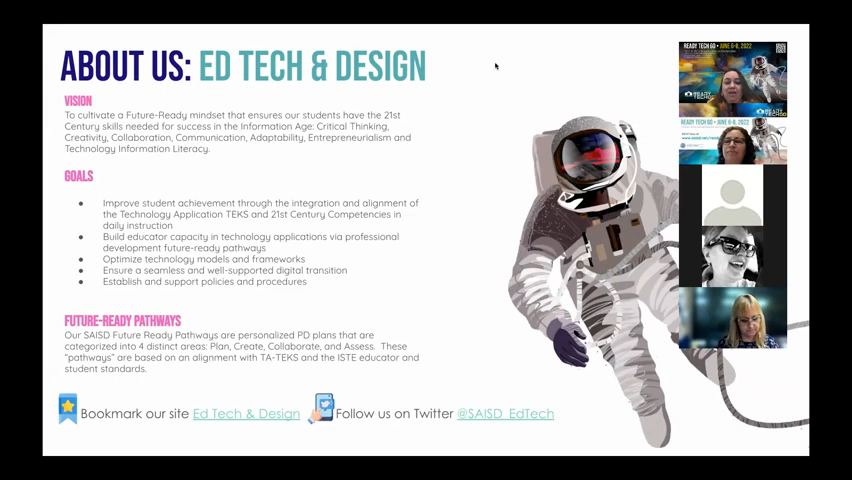 ABOUT US: ED TECH & DESIGN
VISION
To cultivate a Future-Ready mindset that ensures our students have the 21st
Century skills needed for success in the Information Age: Critical Thinking,
Creativity, Collaboration, Communication, Adaptability, Entrepreneurialism and
Technology Information Literacy.
GOALS
● Improve student achievement through the integration and alignment of
the Technology Application TEKS and 21st Century Competencies in
daily instruction
● Build educator capacity in technology applications via professional
development future-ready pathways
● Optimize technology models and frameworks
● Ensure a seamless and well-supported digital transition
● Establish and support policies and procedures
FUTURE-READY PATHWAYS
Our SAISD Future Ready Pathways are personalized PD plans that are
categorized into 4 distinct areas: Plan, Create, Collaborate, and Assess. These
“pathways” are based on an alignment with TA-TEKS and the ISTE educator and
student standards.
Bookmark our site Ed Tech & Design
Follow us on Twitter @SAISD_EdTech
READY TECH GO • JUNE 6-8, 2022
READY TECH GO • JUNE 6-8, 2022